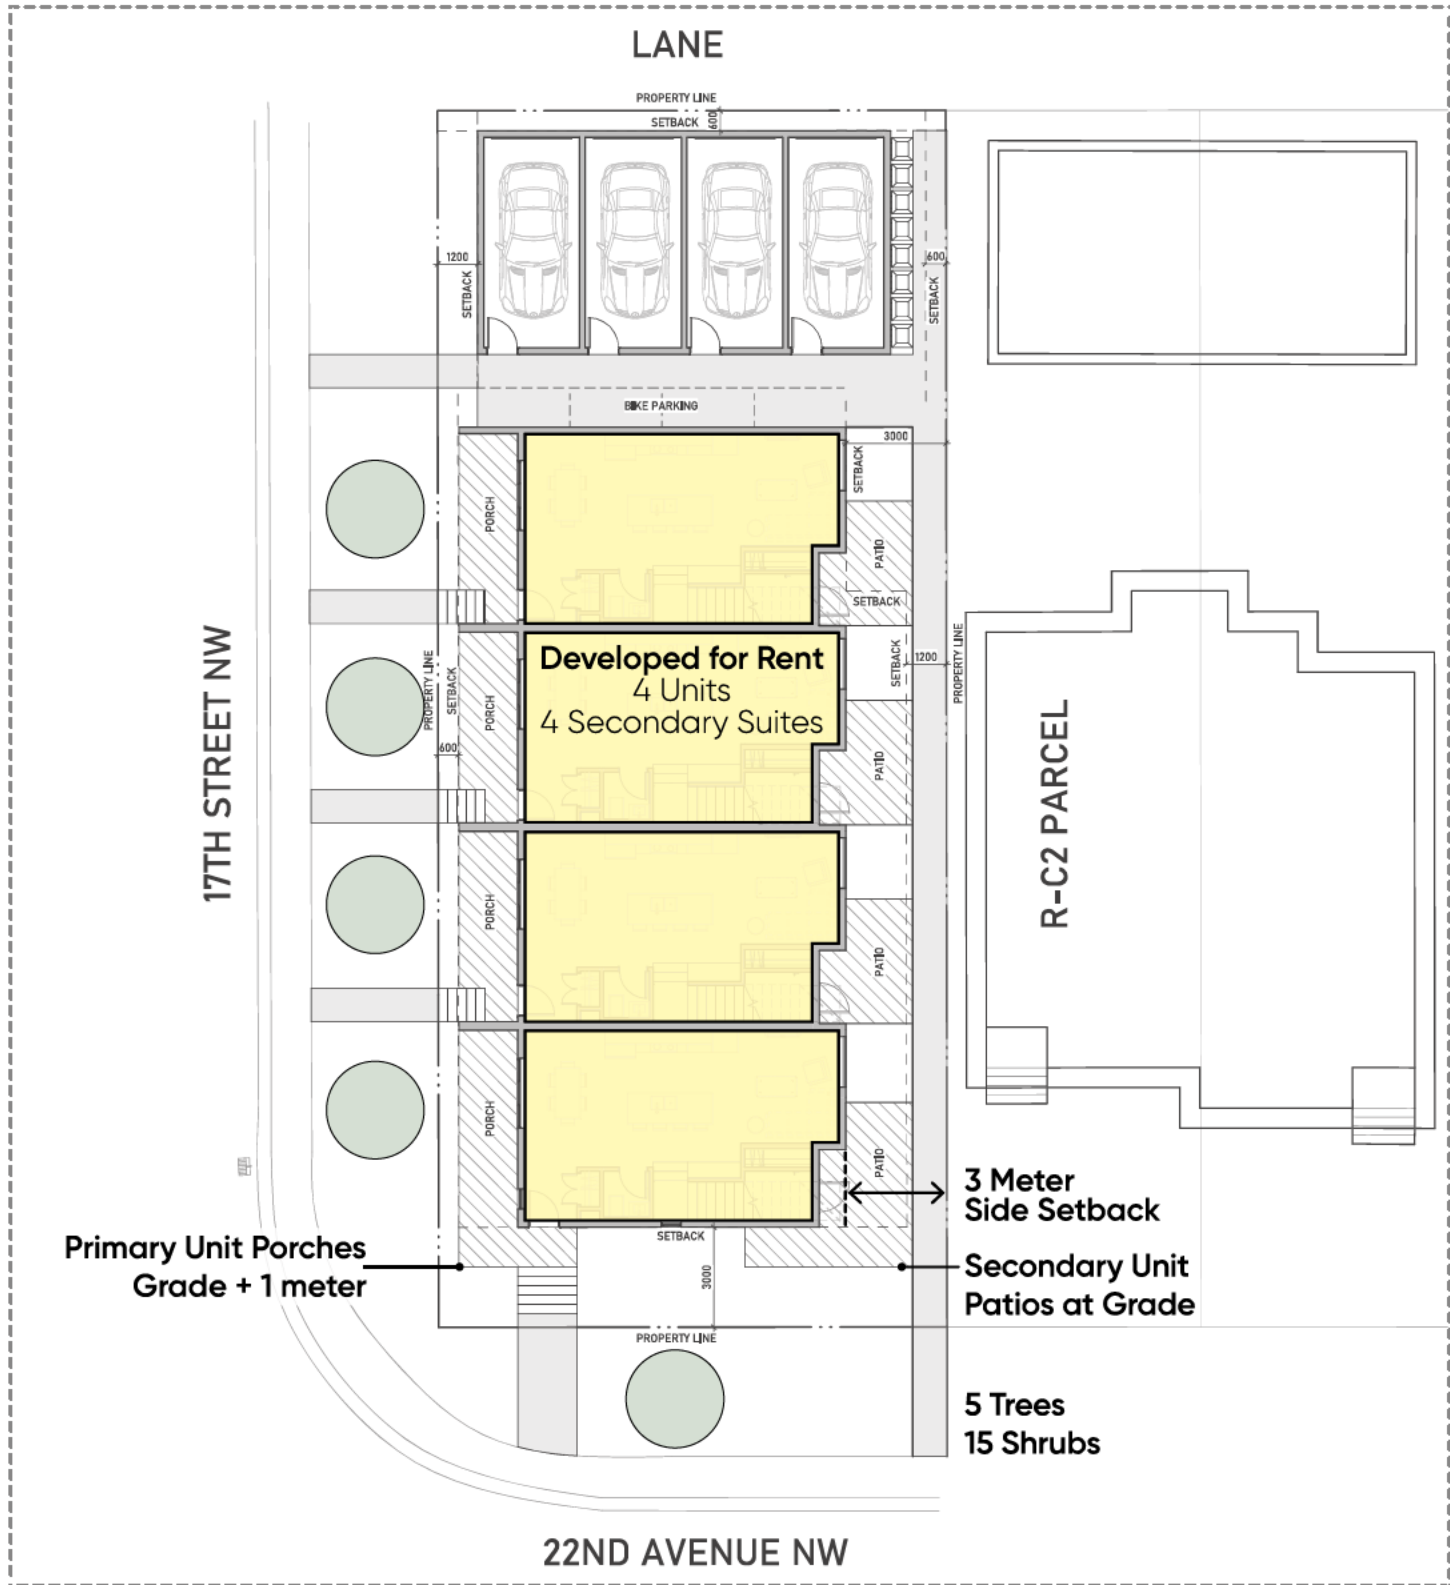 LANE
PROPERTY LINE
SETBACK
600
1200
SETBACK
600
SETBACK
BIKE PARKING
3000
SETBACK
PORCH
PATIO
SETBACK
17TH STREET NW
PROPERTY LINE
SETBACK
600
PORCH
Developed for Rent
4 Units
4 Secondary Suites
SETBACK
1200
PROPERTY LINE
PATIO
R-C2 PARCEL
PORCH
PATIO
PORCH
PATIO
3 Meter
Side Setback
Primary Unit Porches
Grade + 1 meter
SETBACK
3000
Secondary Unit
Patios at Grade
PROPERTY LINE
5 Trees
15 Shrubs
22ND AVENUE NW